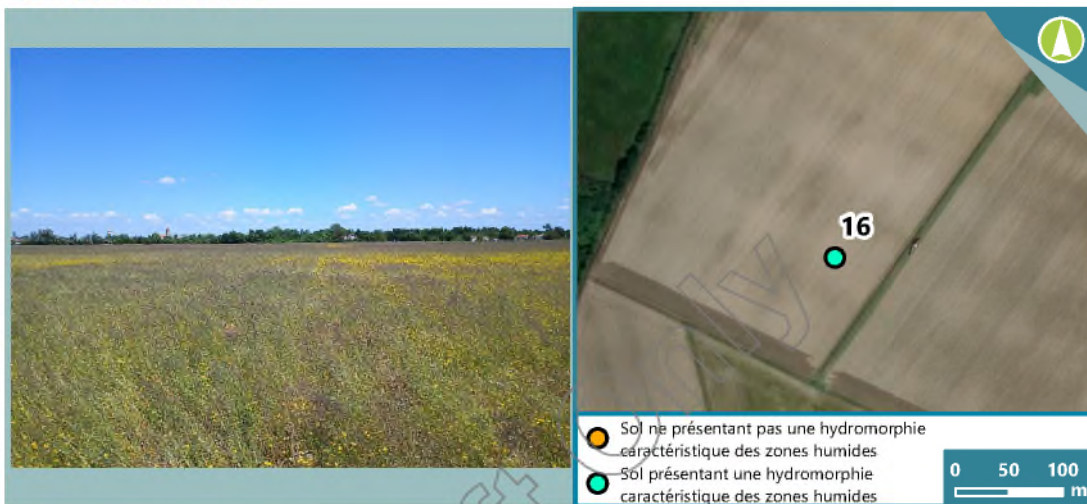 16
Sol ne présentant pas une hydromorphie
caractéristique des zones humides
Sol présentant une hydromorphie
caractéristique des zones humides
0 50 100
m